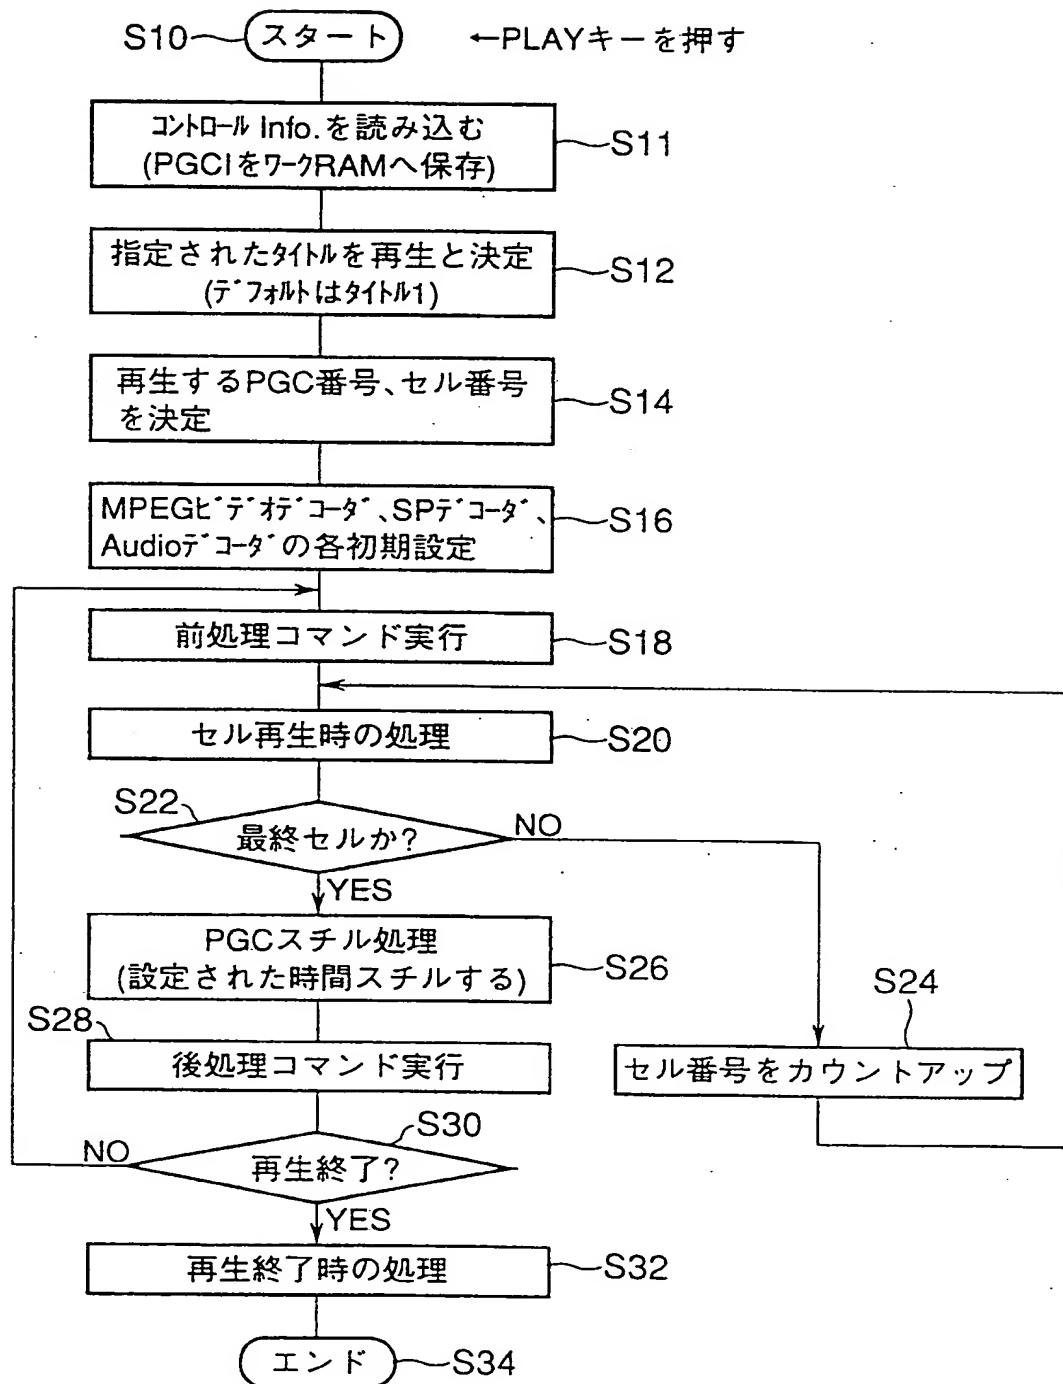 S10 スタート ←PLAYキーを押す
コントロール Info.を読み込む
(PGCIをワークRAMへ保存)
S11
指定されたタイトルを再生と決定
(デフォルトはタイトル1)
S12
再生するPGC番号、セル番号
を決定
S14
MPEGビデオデコーダ、SPデコーダ、
Audioデコーダの各初期設定
S16
前処理コマンド実行
S18
セル再生時の処理
S20
S22
最終セルか?
NO
YES
PGCスチル処理
(設定された時間スチルする)
S26
S24
セル番号をカウントアップ
S28
後処理コマンド実行
S30
NO
再生終了?
YES
再生終了時の処理
S32
エンド
S34